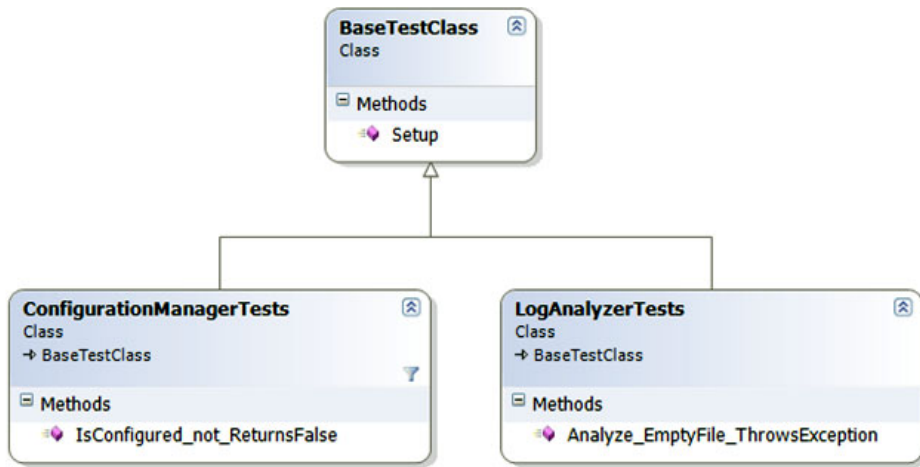 BaseTestClass
Class
Methods
Setup
ConfigurationManagerTests
Class
BaseTestClass
Methods
IsConfigured_not_ReturnsFalse
LogAnalyzerTests
Class
BaseTestClass
Methods
Analyze_EmptyFile_ThrowsException